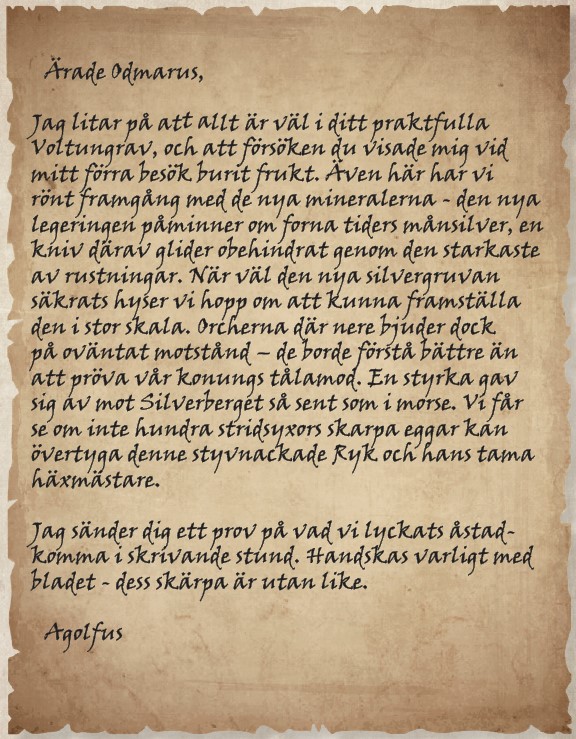 Ärade Odmarus,
Jag litar på att allt är väl i ditt praktfulla
Voltungrav, och att försöken du visade mig vid
mitt förra besök burit frukt. Även här har vi
rönt framgång med de nya mineralerna - den nya
legeringen påminner om forna tiders månsilver, en
kniv därav glider obehindrat genom den starkaste
av rustningar. När väl den nya silvergruvan
säkrats hyser vi hopp om att kunna framställa
den i stor skala. Orcherna där nere bjuder dock
på oväntat motstånd – de borde förstå bättre än
att pröva vår konungs tålamod. En styrka gav
sig av mot Silverberget så sent som i morse. Vi får
se om inte hundra stridsyxors skarpa eggar kan
övertyga denne styvnackade Ryk och hans tama
häxmästare.
Jag sänder dig ett prov på vad vi lyckats åstad-
komma i skrivande stund. Handskas varligt med
bladet - dess skärpa är utan like.
Agolfus